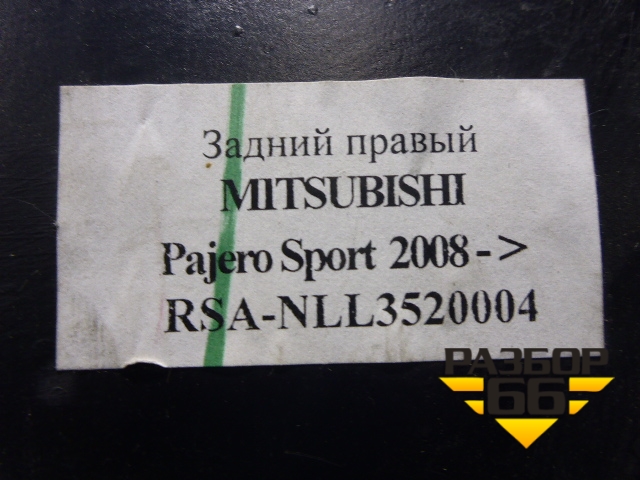 Задний правый
MITSUBISHI
Pajero Sport 2008->
RSA-NLL3520004
РАЗБОР
66